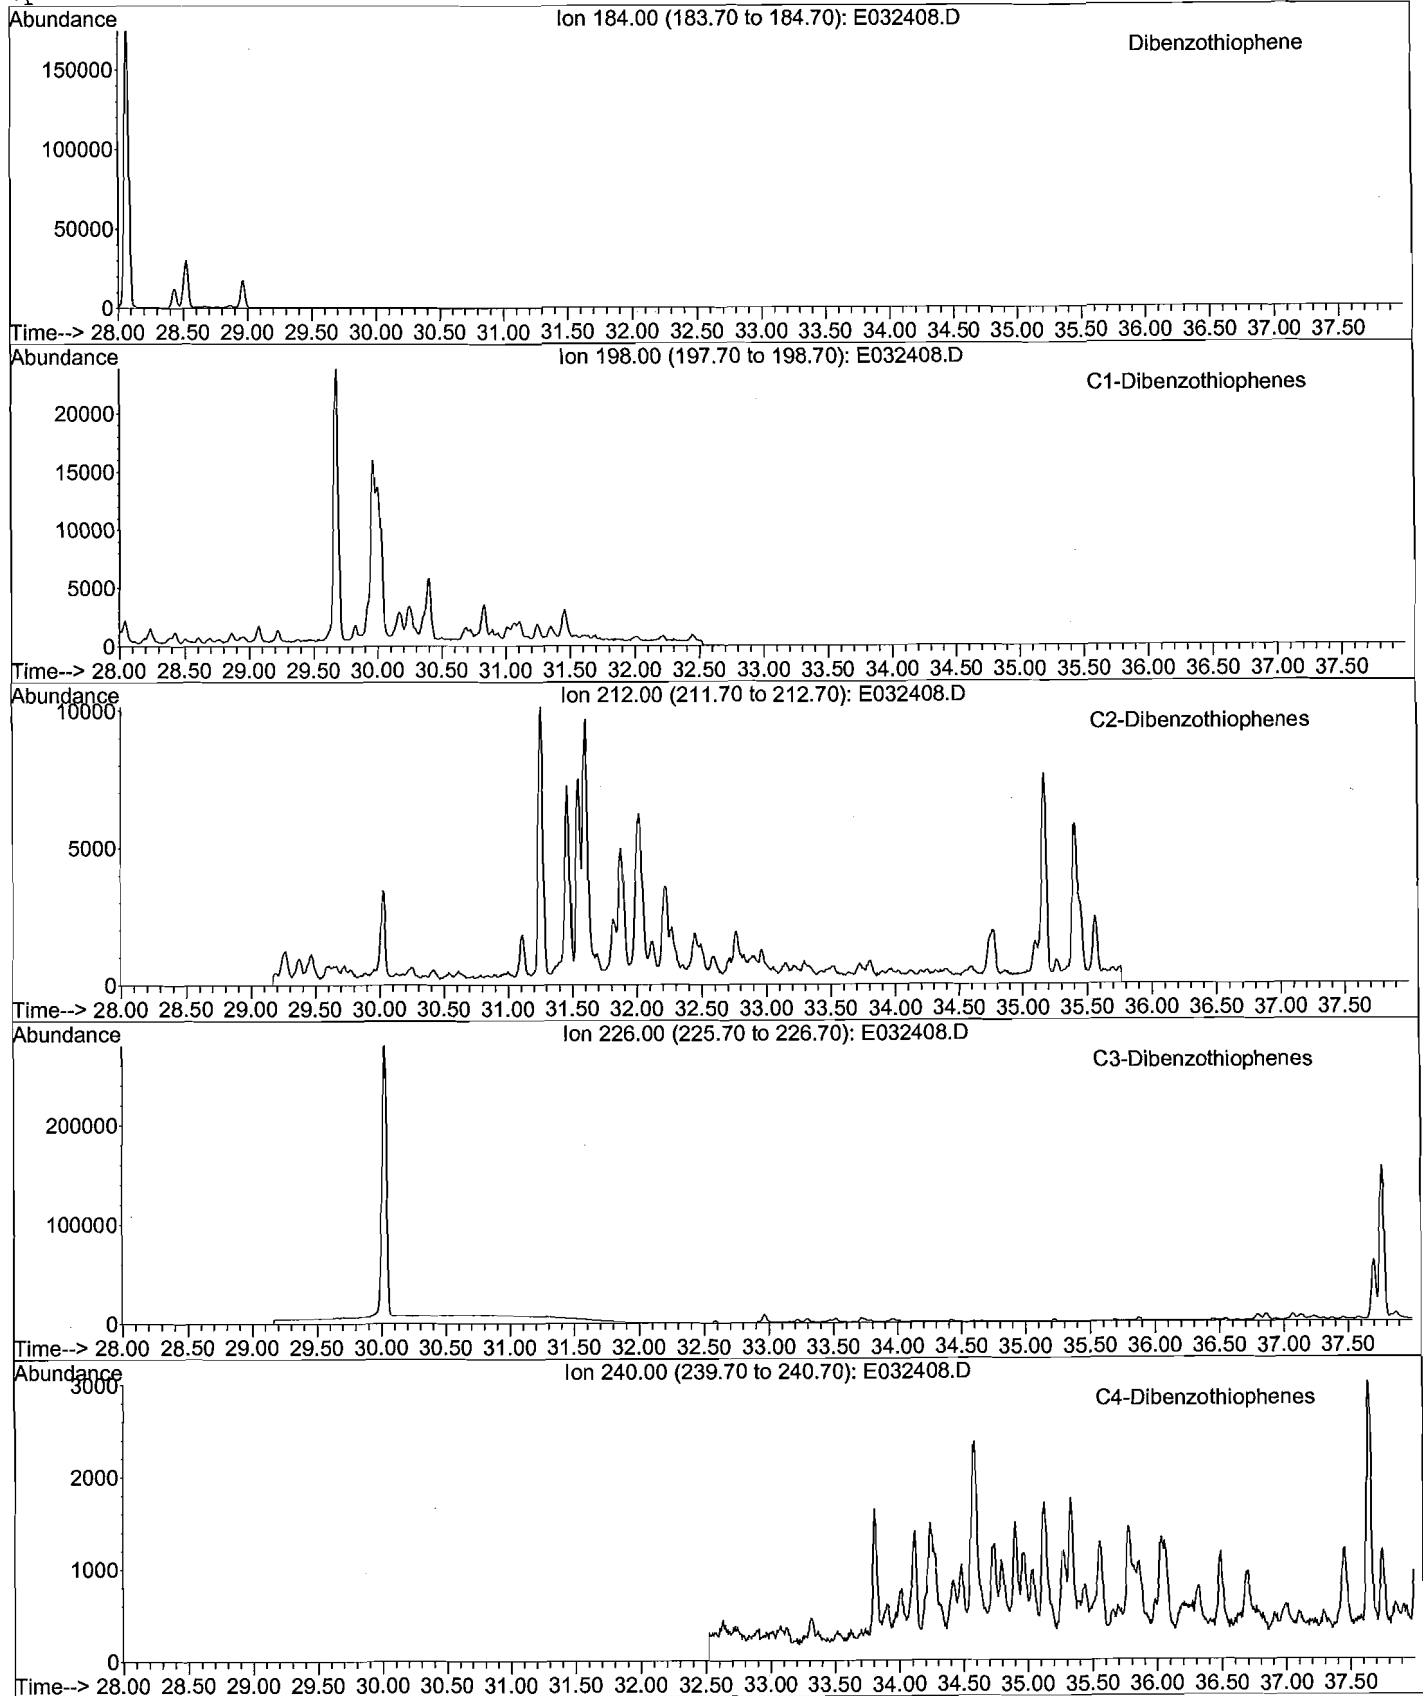 Abundance
Ion 184.00 (183.70 to 184.70): E032408.D
Dibenzothiophene
150000
100000
50000
0
Time--> 28.00 28.50 29.00 29.50 30.00 30.50 31.00 31.50 32.00 32.50 33.00 33.50 34.00 34.50 35.00 35.50 36.00 36.50 37.00 37.50
Abundance
Ion 198.00 (197.70 to 198.70): E032408.D
C1-Dibenzothiophenes
20000
15000
10000
5000
0
Time--> 28.00 28.50 29.00 29.50 30.00 30.50 31.00 31.50 32.00 32.50 33.00 33.50 34.00 34.50 35.00 35.50 36.00 36.50 37.00 37.50
Abundance
Ion 212.00 (211.70 to 212.70): E032408.D
C2-Dibenzothiophenes
10000
5000
0
Time--> 28.00 28.50 29.00 29.50 30.00 30.50 31.00 31.50 32.00 32.50 33.00 33.50 34.00 34.50 35.00 35.50 36.00 36.50 37.00 37.50
Abundance
Ion 226.00 (225.70 to 226.70): E032408.D
C3-Dibenzothiophenes
200000
100000
0
Time--> 28.00 28.50 29.00 29.50 30.00 30.50 31.00 31.50 32.00 32.50 33.00 33.50 34.00 34.50 35.00 35.50 36.00 36.50 37.00 37.50
Abundance
Ion 240.00 (239.70 to 240.70): E032408.D
C4-Dibenzothiophenes
3000
2000
1000
0
Time--> 28.00 28.50 29.00 29.50 30.00 30.50 31.00 31.50 32.00 32.50 33.00 33.50 34.00 34.50 35.00 35.50 36.00 36.50 37.00 37.50